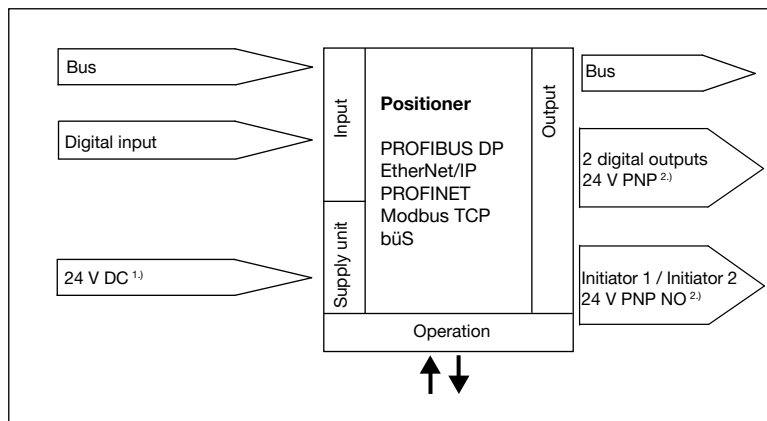 Bus
Digital input
24 V DC 1.)
Input
Supply unit
Positioner
PROFIBUS DP
EtherNet/IP
PROFINET
Modbus TCP
büS
Output
Operation
Bus
2 digital outputs
24 V PNP 2.)
Initiator 1 / Initiator 2
24 V PNP NO 2.)